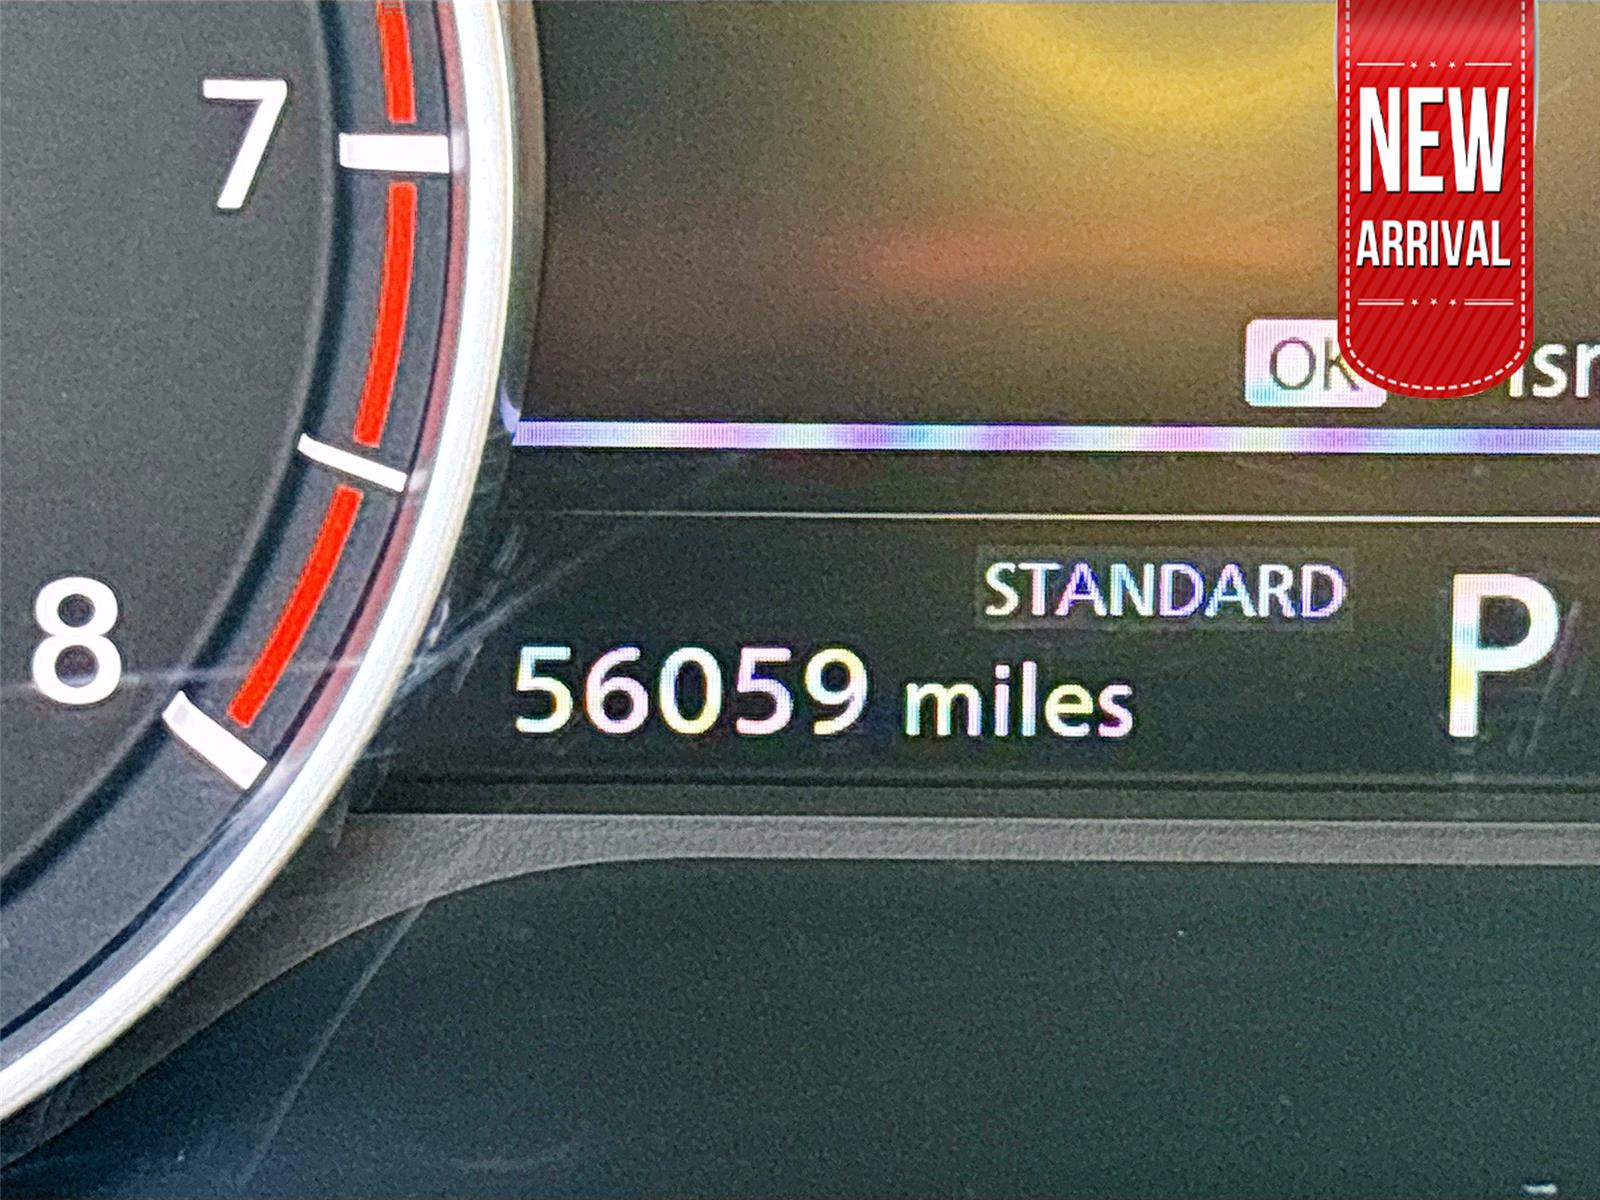 7
NEW
ARRIVAL
OK
STANDARD
P
8
56059 miles